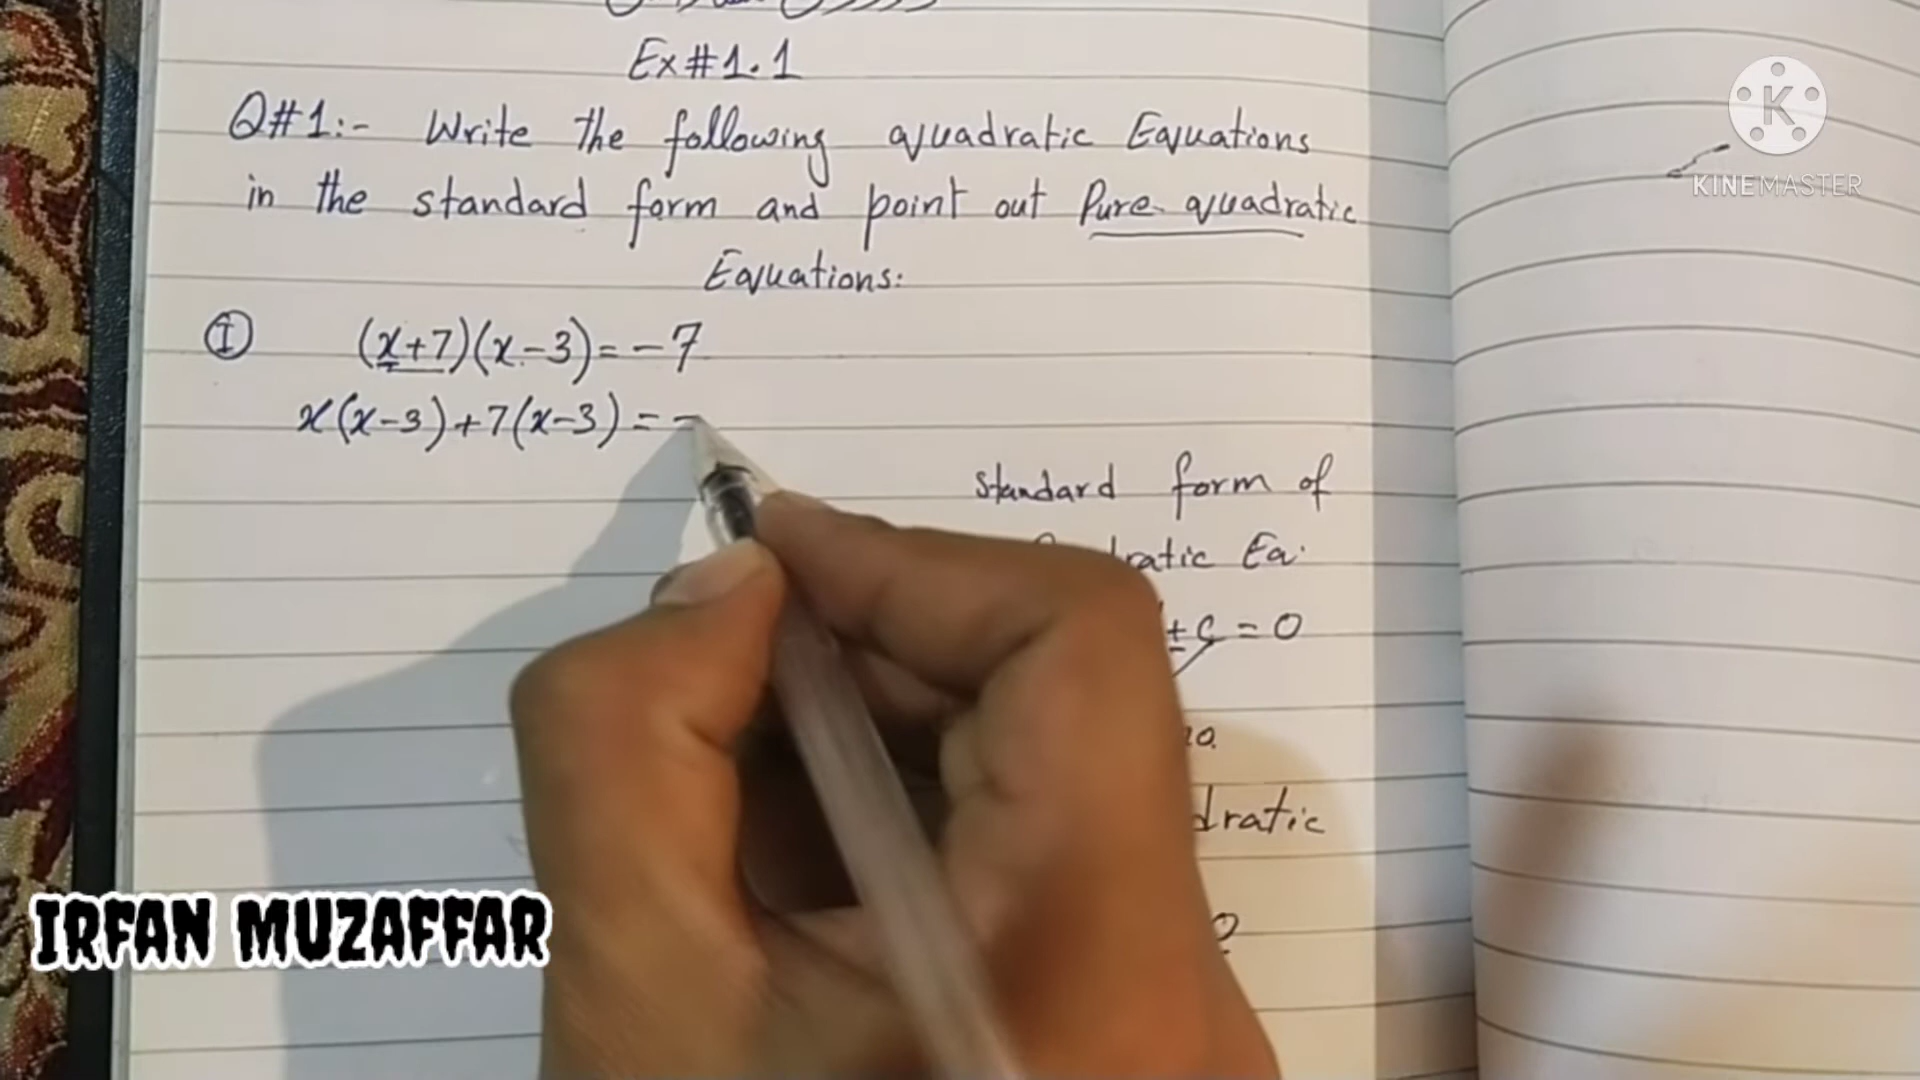 Ex#1.1
Q#1:- Write the following quadratic Equations
in the standard form and point out Pure quadratic
Equations:
I (x+7)(x-3)=-7
x(x-3)+7(x-3)=-
standard form of
ratic Eq:
+c=0
dratic
KINEMASTER
IRFAN MUZAFFAR